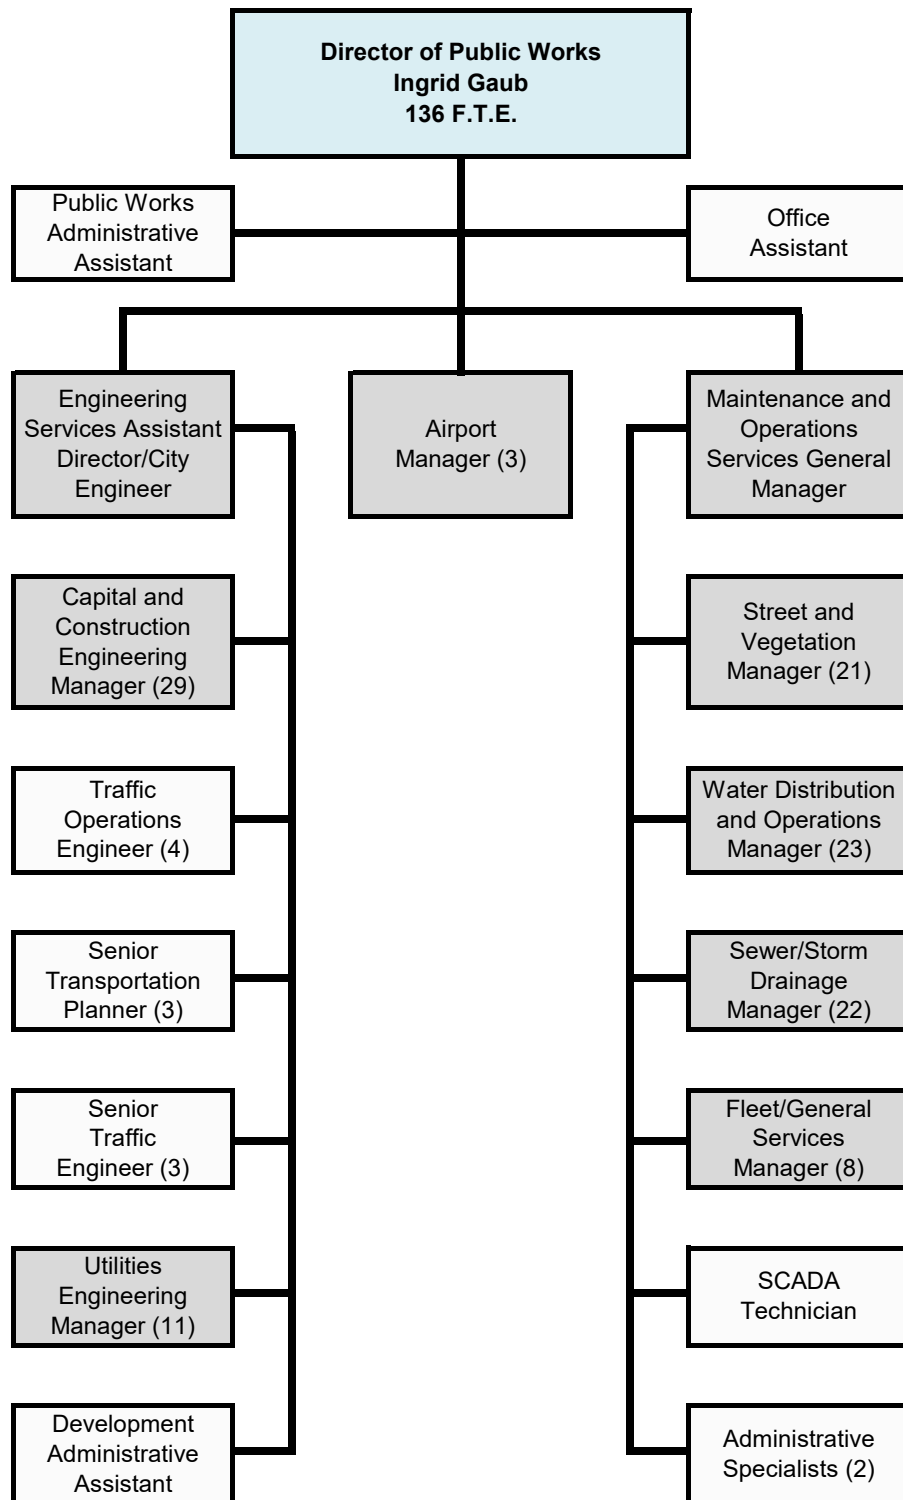 Director of Public Works
Ingrid Gaub
136 F.T.E.
Public Works
Administrative
Assistant
Office
Assistant
Engineering
Services Assistant
Director/City
Engineer
Airport
Manager (3)
Maintenance and
Operations
Services General
Manager
Capital and
Construction
Engineering
Manager (29)
Street and
Vegetation
Manager (21)
Traffic
Operations
Engineer (4)
Water Distribution
and Operations
Manager (23)
Senior
Transportation
Planner (3)
Sewer/Storm
Drainage
Manager (22)
Senior
Traffic
Engineer (3)
Fleet/General
Services
Manager (8)
Utilities
Engineering
Manager (11)
SCADA
Technician
Development
Administrative
Assistant
Administrative
Specialists (2)